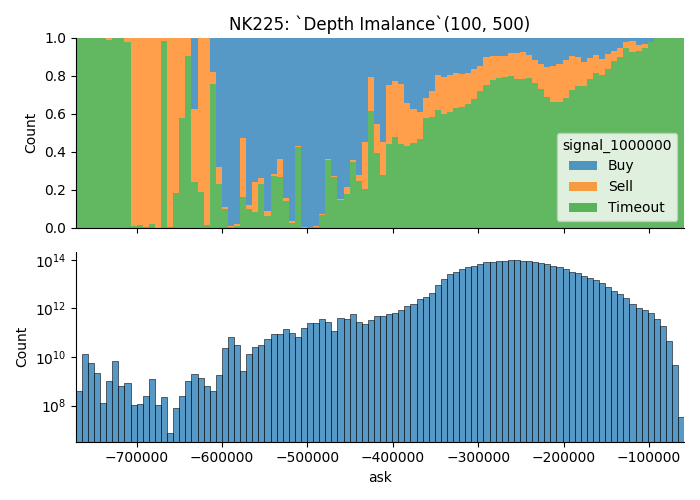 NK225: `Depth Imalance`(100, 500)
1.0
0.8
0.6
0.4
0.2
0.0
Count
signal_1000000
Buy
Sell
Timeout
10^14
10^12
10^10
10^8
Count
−700000 −600000 −500000 −400000 −300000 −200000 −100000
ask